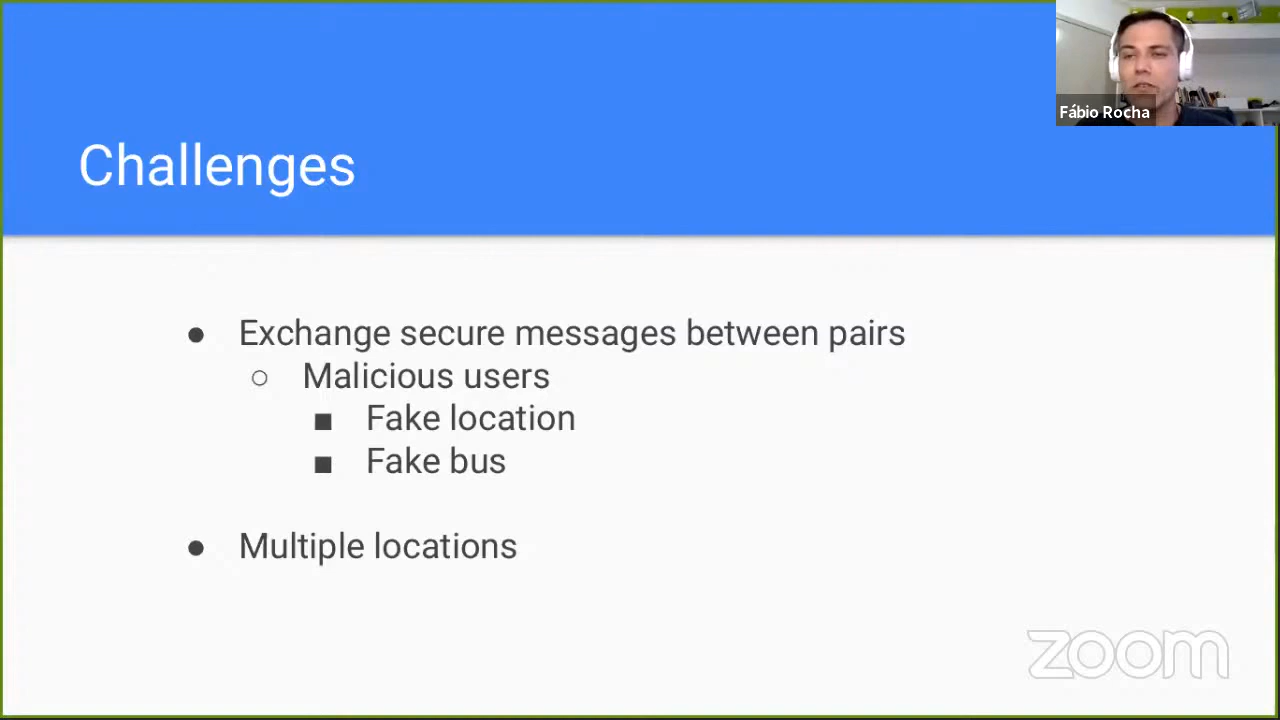 Fábio Rocha
Challenges
● Exchange secure messages between pairs
○ Malicious users
■ Fake location
■ Fake bus
● Multiple locations
zoom